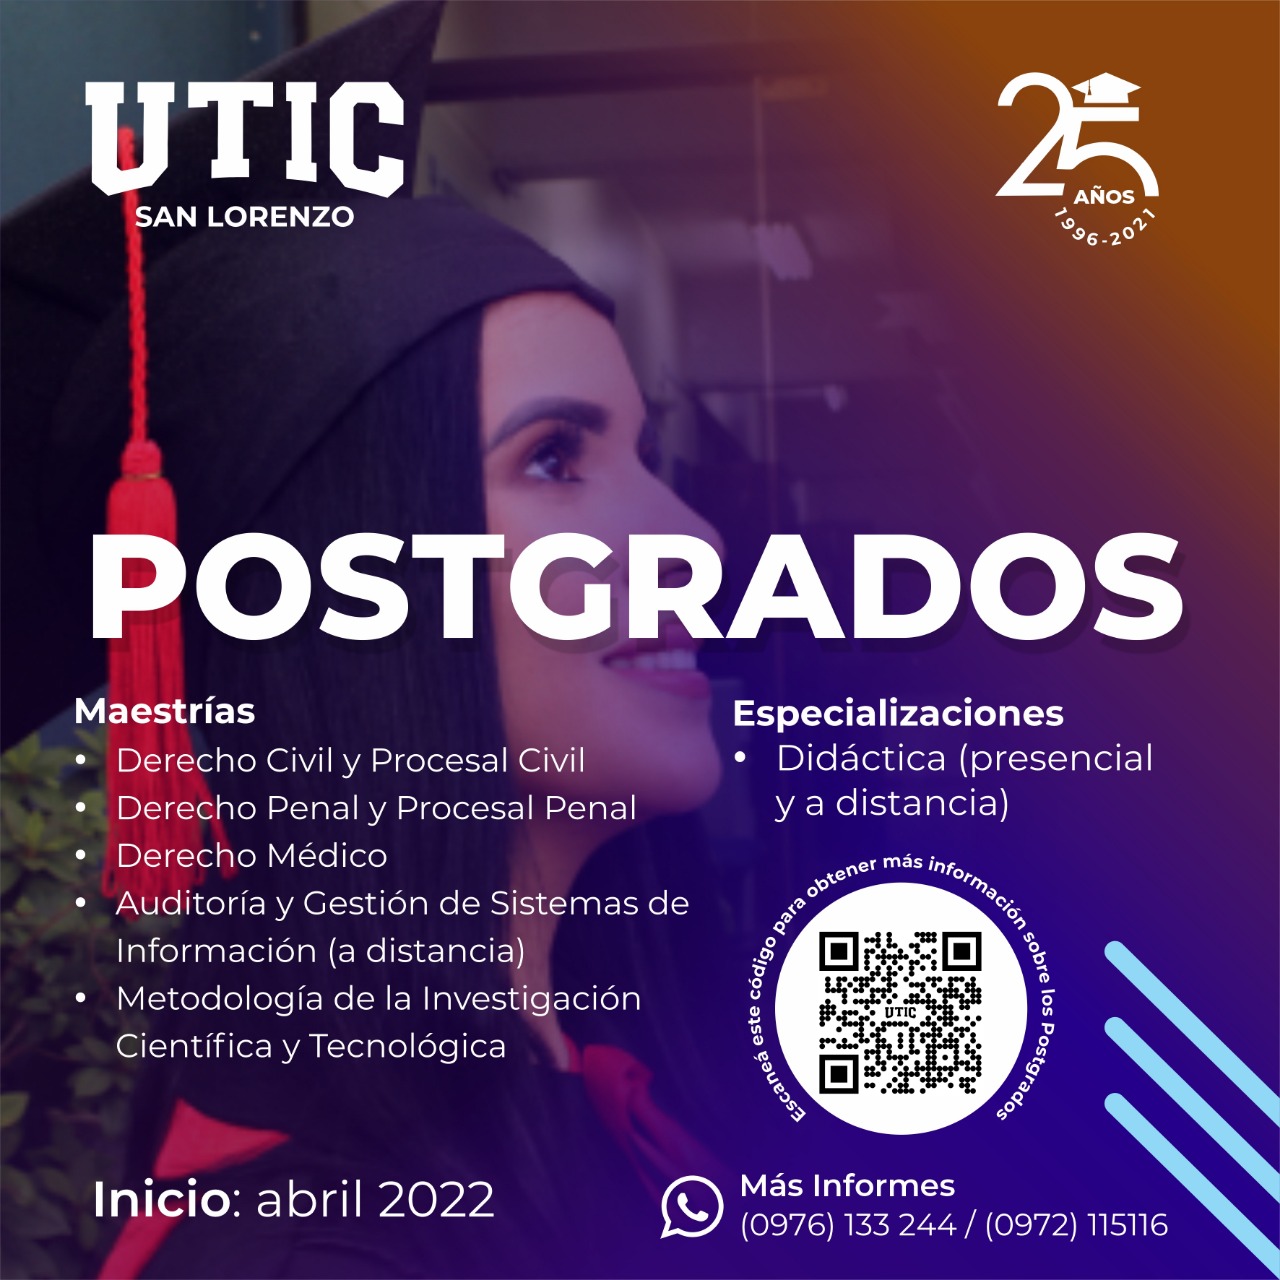 UTIC
SAN LORENZO
25
AÑOS
1996-2021
POSTGRADOS
Maestrías
• Derecho Civil y Procesal Civil
• Derecho Penal y Procesal Penal
• Derecho Médico
• Auditoría y Gestión de Sistemas de
Información (a distancia)
• Metodología de la Investigación
Científica y Tecnológica
Especializaciones
• Didáctica (presencial
y a distancia)
Escaneá este código para obtener más información sobre los Postgrados
UTIC
Inicio: abril 2022
Más Informes
(0976) 133 244 / (0972) 115116